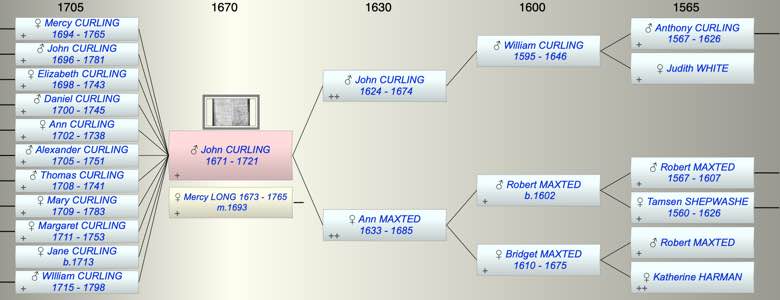 1705
1670
1630
1600
1565
♀ Mercy CURLING
1694 - 1765
+
♂ John CURLING
1696 - 1781
+
♀ Elizabeth CURLING
1698 - 1743
+
♂ Daniel CURLING
1700 - 1745
+
♀ Ann CURLING
1702 - 1738
+
♂ Alexander CURLING
1705 - 1751
+
♂ Thomas CURLING
1708 - 1741
+
♀ Mary CURLING
1709 - 1783
+
♀ Margaret CURLING
1711 - 1753
+
♀ Jane CURLING
b.1713
+
♂ William CURLING
1715 - 1798
+
♂ John CURLING
1671 - 1721
+
♀ Mercy LONG 1673 - 1765
m.1693
+
♂ John CURLING
1624 - 1674
++
♀ Ann MAXTED
1633 - 1685
++
♂ William CURLING
1595 - 1646
+
♂ Robert MAXTED
b.1602
+
♀ Bridget MAXTED
1610 - 1675
+
♂ Anthony CURLING
1567 - 1626
++
♀ Judith WHITE
+
♂ Robert MAXTED
1567 - 1607
+
♀ Tamsen SHEPWASHE
1560 - 1626
+
♂ Robert MAXTED
+
♀ Katherine HARMAN
++